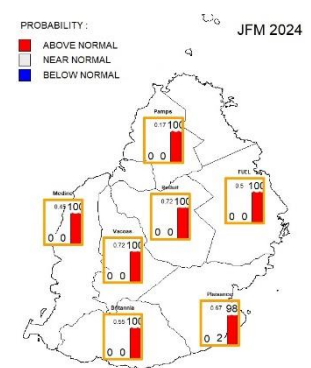 PROBABILITY :
JFM 2024
ABOVE NORMAL
NEAR NORMAL
BELOW NORMAL
Pamps
0.17 100
0 0
FUEL
0.5 100
0 0
Medine
0.65 100
0 0
0.72 100
0 0
Vacoas
0.72 100
0 0
Plaisance
0.67 98
0 2
Britannia
0.55 100
0 0